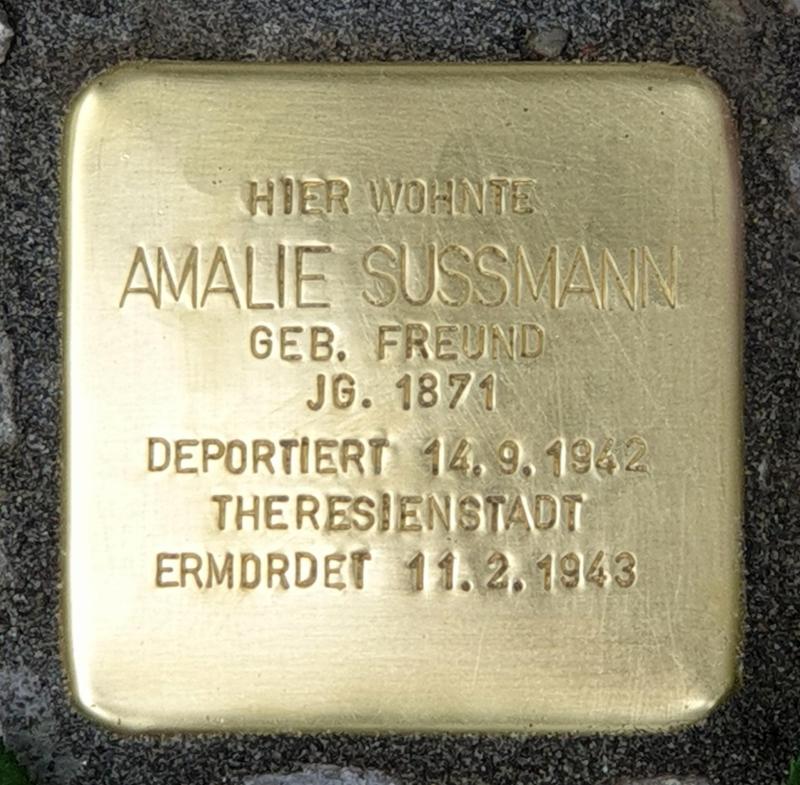 HIER WOHNTE
AMALIE SUSSMANN
GEB. FREUND
JG. 1871
DEPORTIERT 14.9.1942
THERESIENSTADT
ERMORDET 11.2.1943